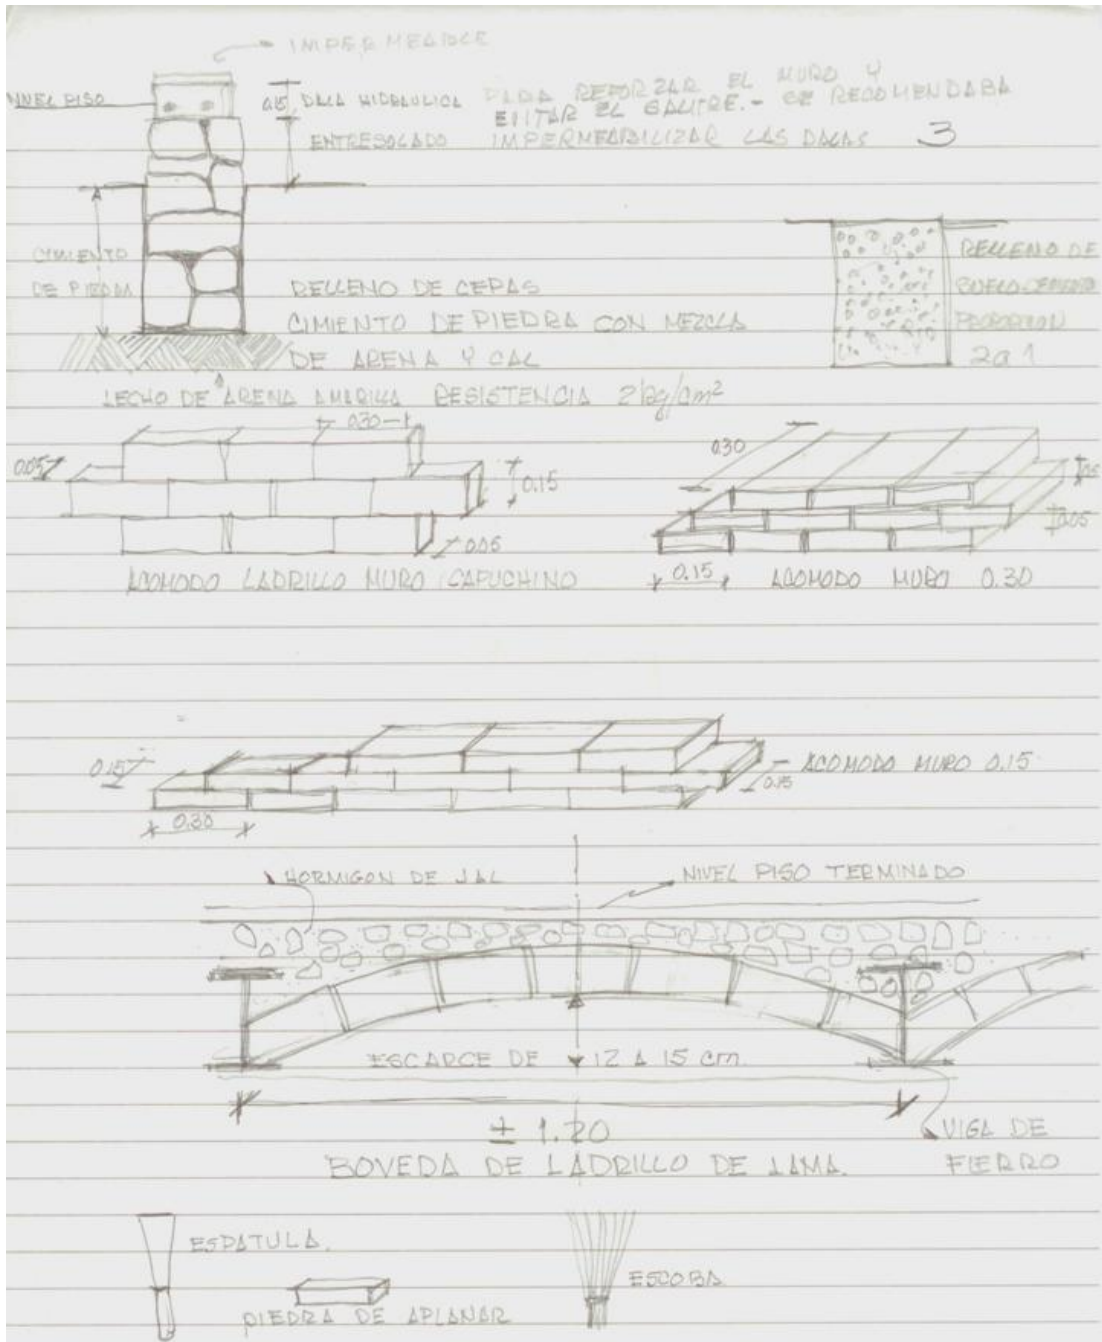 IMPERMEABLE
NIVEL PISO
0.15 DALA HIDRAULICA
PARA REFORZAR EL MURO Y
EVITAR EL SALITRE.- SE RECOMENDABA
ENTRESOLADO
IMPERMEABILIZAR LAS DALAS
3
CIMIENTO
DE PIEDRA
RELLENO DE CEPAS
CIMIENTO DE PIEDRA CON MEZCLA
DE ARENA Y CAL
RELLENO DE
SUELO CEMENTO
PROPORCION
2 a 1
LECHO DE ARENA AMARILLA RESISTENCIA 2 kg/cm²
0.30
0.05
0.15
0.05
ACOMODO LADRILLO MURO CAPUCHINO
0.30
0.05
0.15
ACOMODO MURO 0.30
0.15
ACOMODO MURO 0.15
0.15
0.30
HORMIGON DE JAL
NIVEL PISO TERMINADO
ESCARCE DE 12 A 15 cm.
± 1.20
BOVEDA DE LADRILLO DE LAMA.
VIGA DE
FIERRO
ESPATULA.
PIEDRA DE APLANAR
ESCOBA